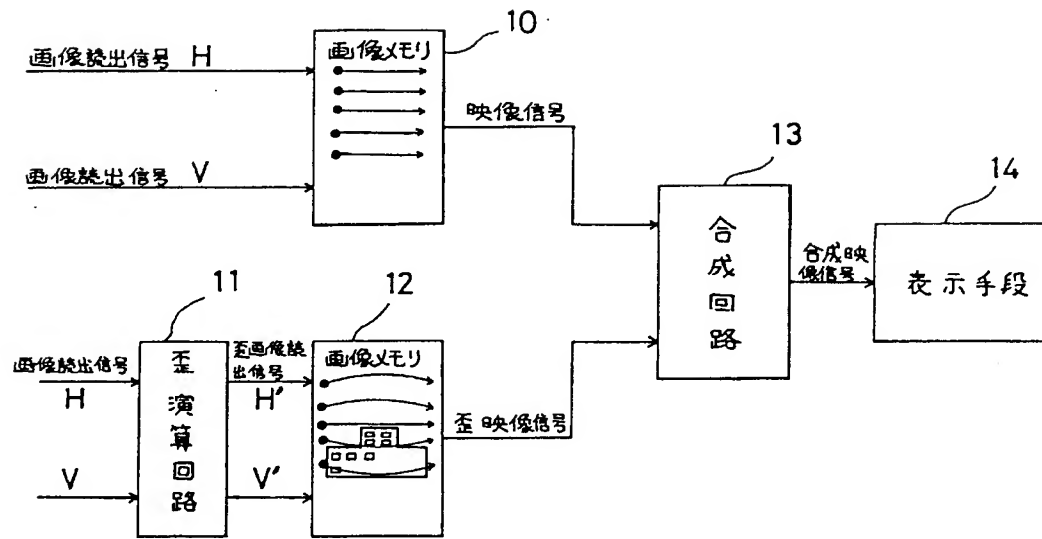 10
画像読出信号 H
画像メモリ
映像信号
画像読出信号 V
13
合成回路
合成映
像信号
14
表示手段
11
12
画像読出信号
H
歪演算回路
歪画像読
出信号
H′
画像メモリ
歪映像信号
V
V′